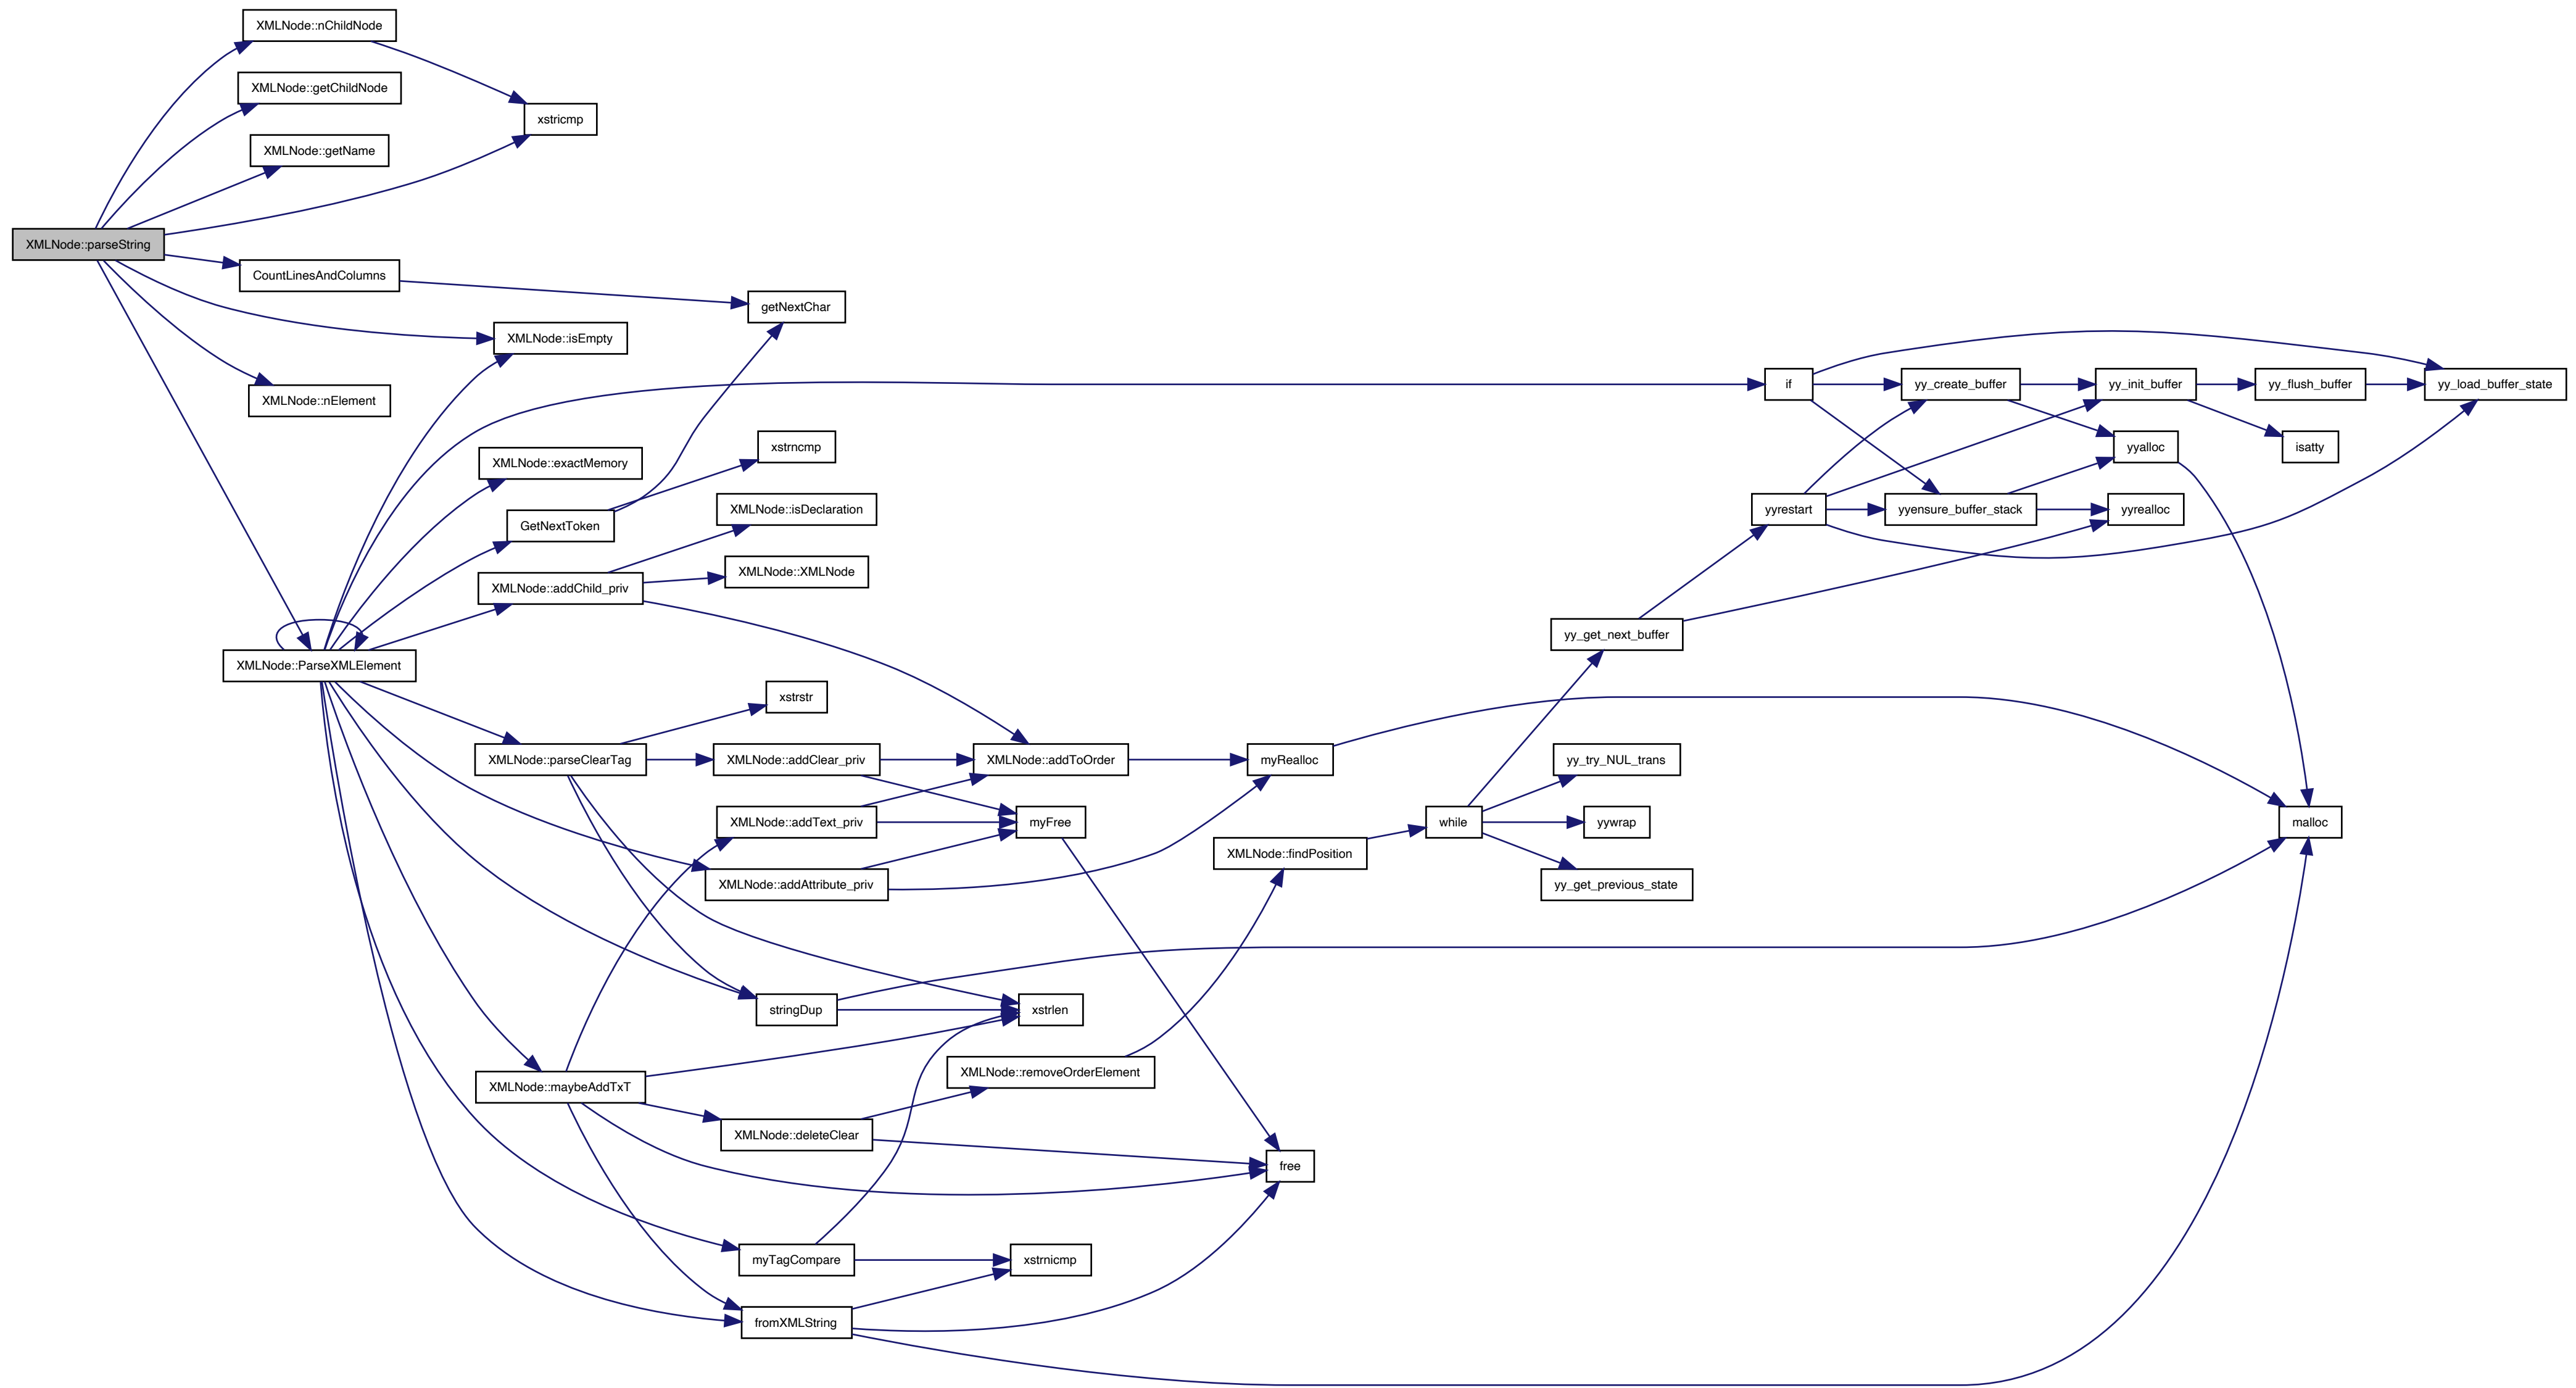 XMLNode::nChildNode
XMLNode::getChildNode
xstricmp
XMLNode::getName
XMLNode::parseString
CountLinesAndColumns
getNextChar
XMLNode::isEmpty
XMLNode::nElement
if
yy_create_buffer
yy_init_buffer
yy_flush_buffer
yy_load_buffer_state
xstrncmp
yyalloc
isatty
XMLNode::exactMemory
XMLNode::isDeclaration
yyrestart
yyensure_buffer_stack
yyrealloc
GetNextToken
XMLNode::XMLNode
XMLNode::addChild_priv
yy_get_next_buffer
XMLNode::ParseXMLElement
xstrstr
XMLNode::parseClearTag
XMLNode::addClear_priv
XMLNode::addToOrder
myRealloc
yy_try_NUL_trans
XMLNode::addText_priv
myFree
while
yywrap
malloc
XMLNode::findPosition
XMLNode::addAttribute_priv
yy_get_previous_state
stringDup
xstrlen
XMLNode::removeOrderElement
XMLNode::maybeAddTxT
XMLNode::deleteClear
free
myTagCompare
xstrnicmp
fromXMLString